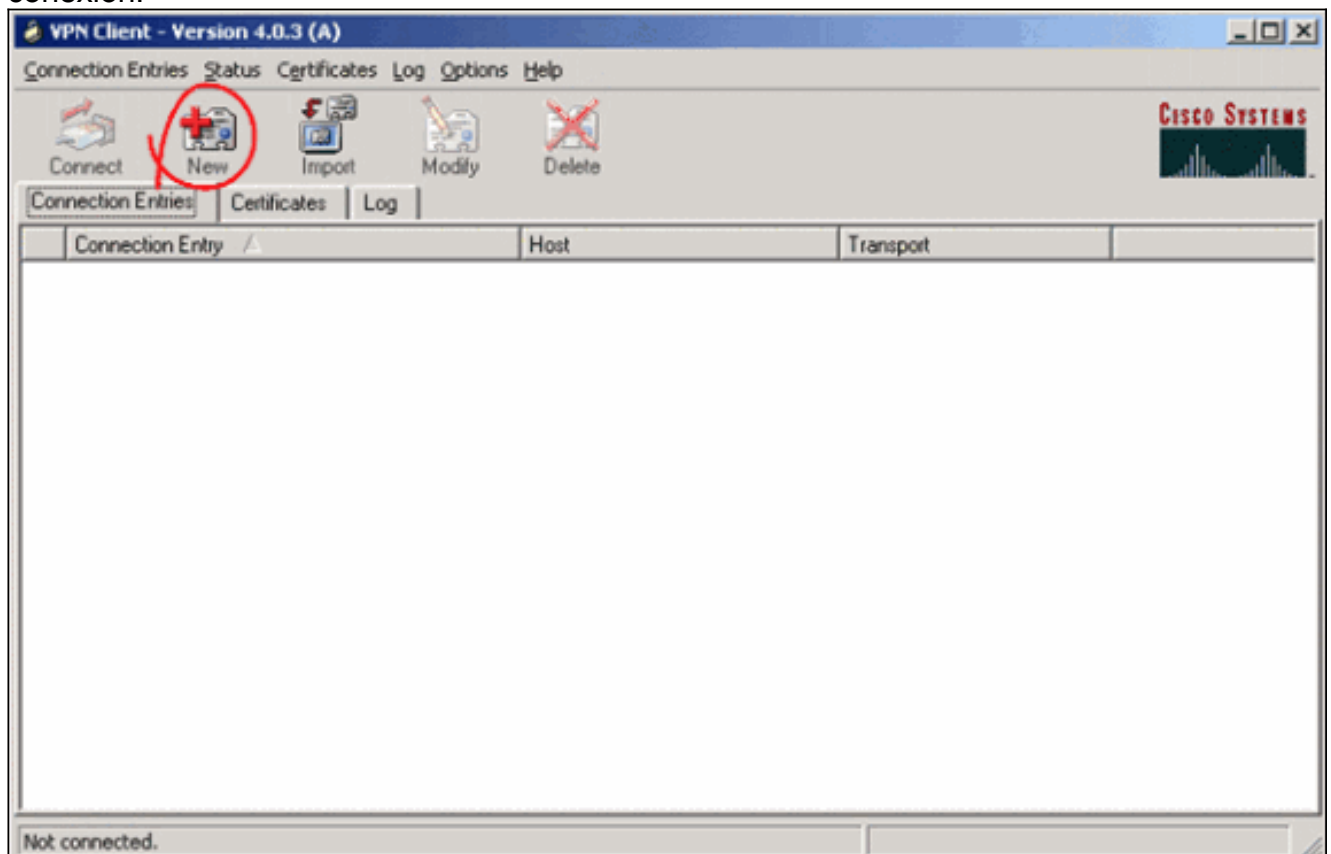 conexión.
VPN Client - Version 4.0.3 (A)
Connection Entries Status Certificates Log Options Help
Connect New Import Modify Delete
CISCO SYSTEMS
Connection Entries Certificates Log
Connection Entry Host Transport
Not connected.